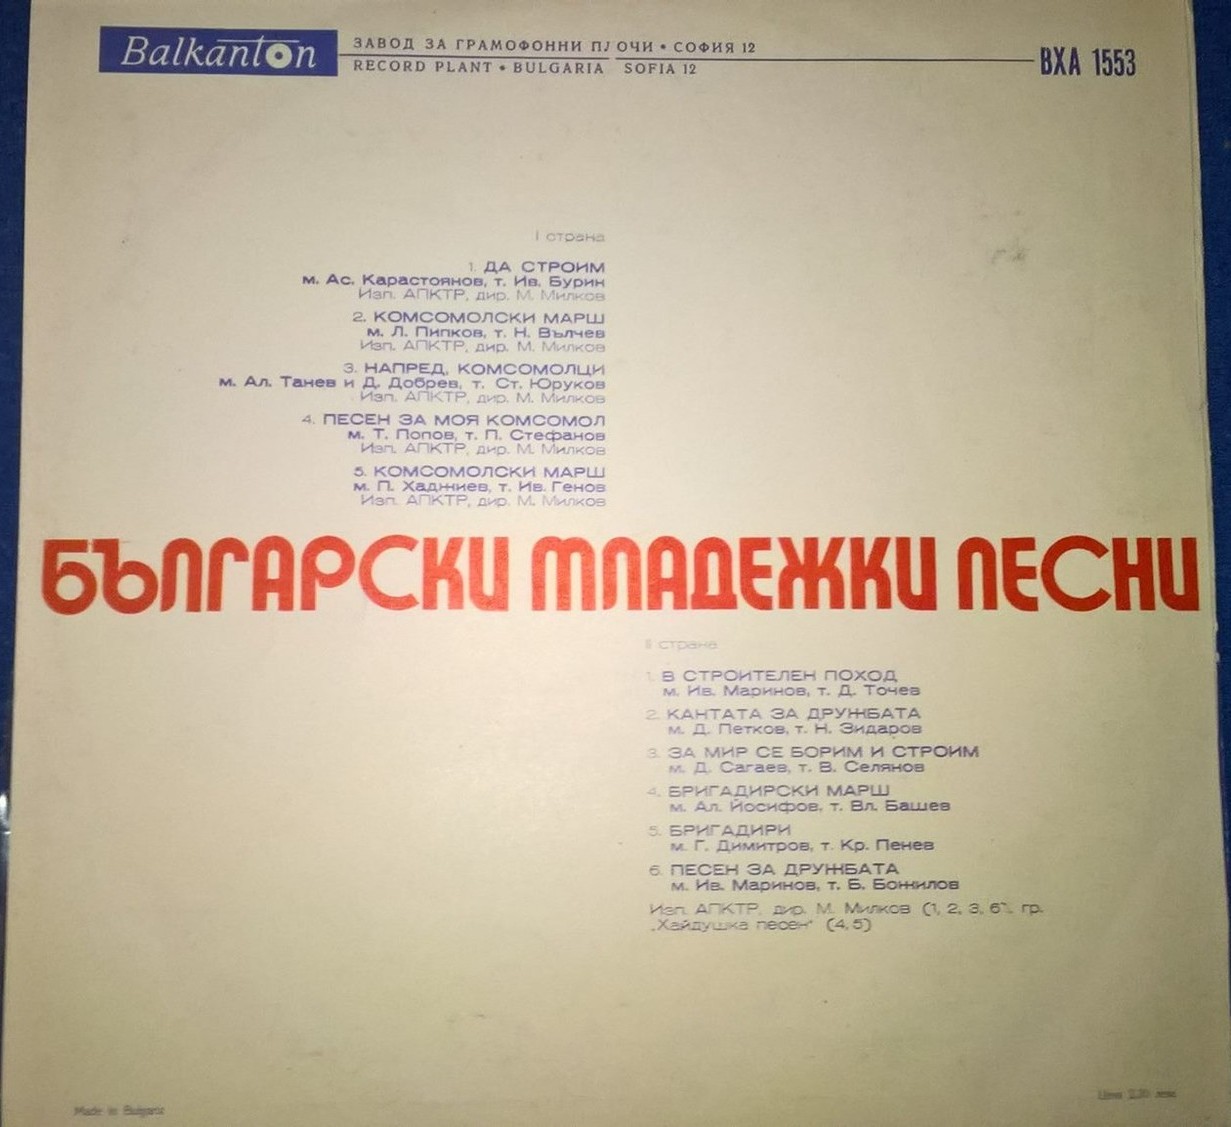 Balkanton
ЗАВОД ЗА ГРАМОФОННИ ПЛОЧИ • СОФИЯ 12
RECORD PLANT • BULGARIA SOFIA 12
ВХА 1553
I страна
1. ДА СТРОИМ
м. Ас. Карастоянов, т. Ив. Бурин
Изп. АПКТР, дир. М. Милков
2. КОМСОМОЛСКИ МАРШ
м. Л. Пипков, т. Н. Вълчев
Изп. АПКТР, дир. М. Милков
3. НАПРЕД, КОМСОМОЛЦИ
м. Ал. Танев и Д. Добрев, т. Ст. Юруков
Изп. АПКТР, дир. М. Милков
4. ПЕСЕН ЗА МОЯ КОМСОМОЛ
м. Т. Попов, т. П. Стефанов
Изп. АПКТР, дир. М. Милков
5. КОМСОМОЛСКИ МАРШ
м. П. Хаджиев, т. Ив. Генов
Изп. АПКТР, дир. М. Милков
БЪЛГАРСКИ МЛАДЕЖКИ ПЕСНИ
II страна
1. В СТРОИТЕЛЕН ПОХОД
м. Ив. Маринов, т. Д. Точев
2. КАНТАТА ЗА ДРУЖБАТА
м. Д. Петков, т. Н. Зидаров
3. ЗА МИР СЕ БОРИМ И СТРОИМ
м. Д. Сагаев, т. В. Селянов
4. БРИГАДИРСКИ МАРШ
м. Ал. Йосифов, т. Вл. Башев
5. БРИГАДИРИ
м. Г. Димитров, т. Кр. Пенев
6. ПЕСЕН ЗА ДРУЖБАТА
м. Ив. Маринов, т. Б. Божилов
Изп. АПКТР, дир. М. Милков (1, 2, 3, 6), гр.
„Хайдушка песен“ (4, 5)
Made in Bulgaria
Цена лева